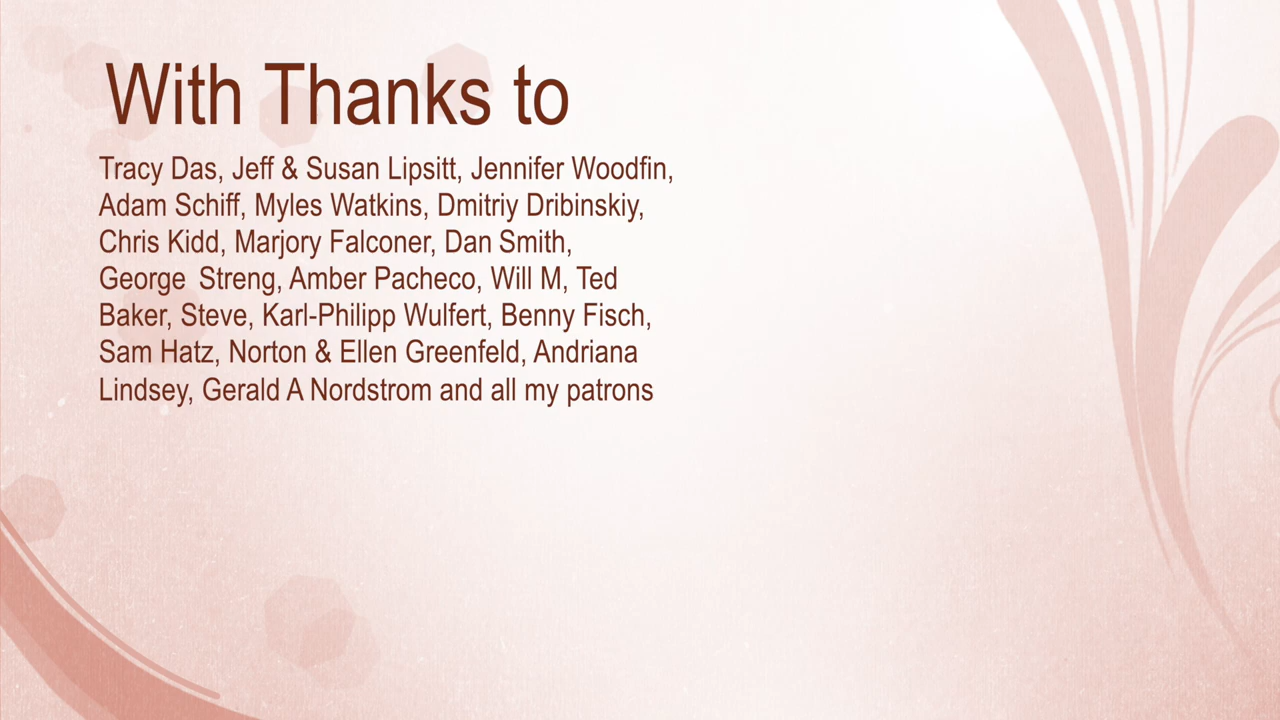 With Thanks to
Tracy Das, Jeff & Susan Lipsitt, Jennifer Woodfin,
Adam Schiff, Myles Watkins, Dmitriy Dribinskiy,
Chris Kidd, Marjory Falconer, Dan Smith,
George Streng, Amber Pacheco, Will M, Ted
Baker, Steve, Karl-Philipp Wulfert, Benny Fisch,
Sam Hatz, Norton & Ellen Greenfeld, Andriana
Lindsey, Gerald A Nordstrom and all my patrons